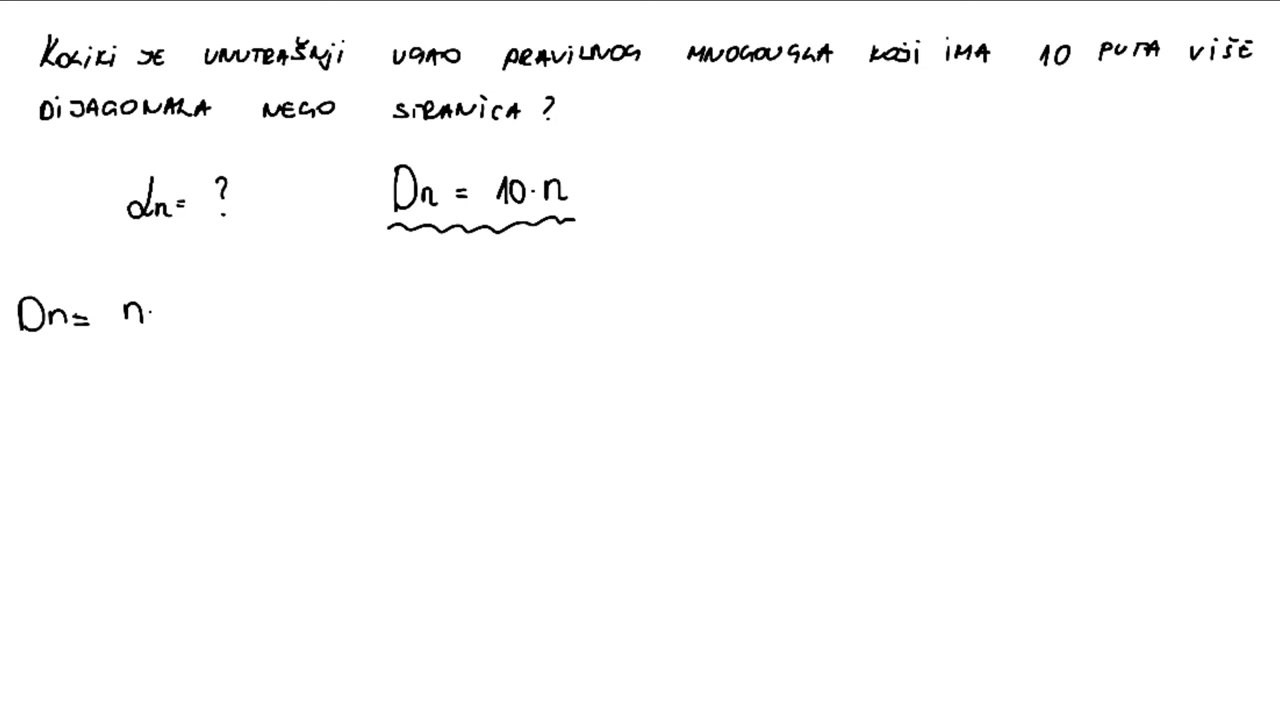 KOLIKI JE UNUTRAŠNJI UGAO PRAVILNOG MNOGOUGLA KOJI IMA 10 PUTA VIŠE
DIJAGONALA NEGO STRANICA?
αn = ? Dn = 10·n
Dn = n·